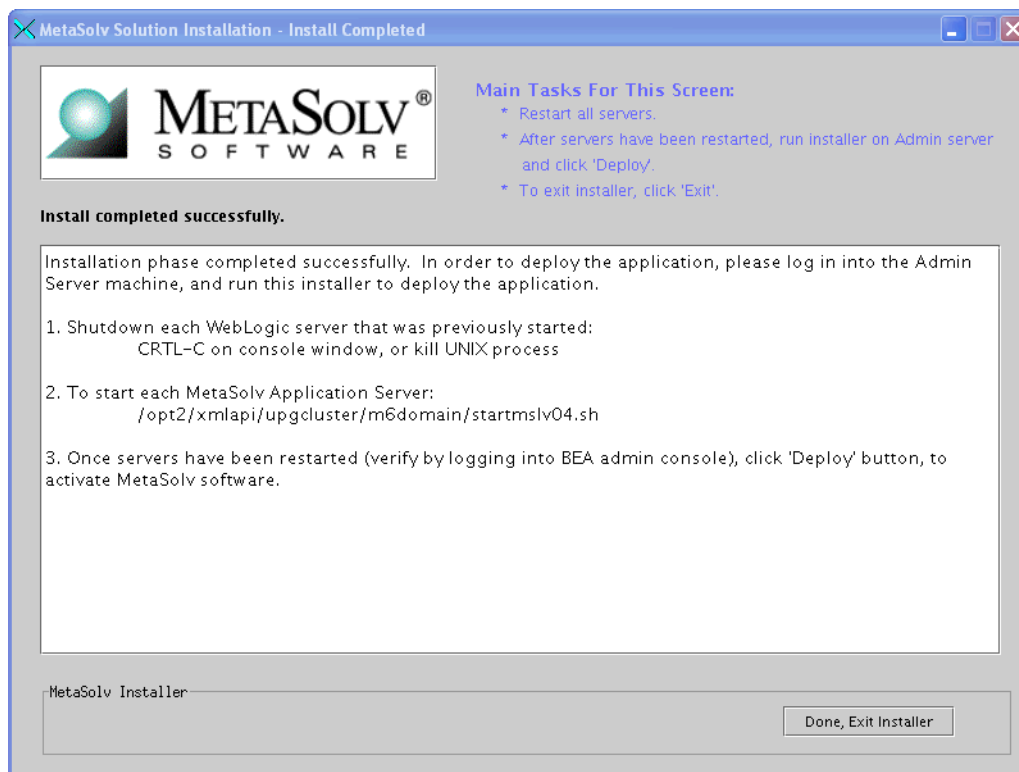 MetaSolv Solution Installation - Install Completed
METASOLV®
SOFTWARE
Main Tasks For This Screen:
* Restart all servers.
* After servers have been restarted, run installer on Admin server
and click 'Deploy'.
* To exit installer, click 'Exit'.
Install completed successfully.
Installation phase completed successfully. In order to deploy the application, please log in into the Admin
Server machine, and run this installer to deploy the application.
1. Shutdown each WebLogic server that was previously started:
CRTL-C on console window, or kill UNIX process
2. To start each MetaSolv Application Server:
/opt2/xmlapi/upgcluster/m6domain/startmslv04.sh
3. Once servers have been restarted (verify by logging into BEA admin console), click 'Deploy' button, to
activate MetaSolv software.
MetaSolv Installer
Done, Exit Installer